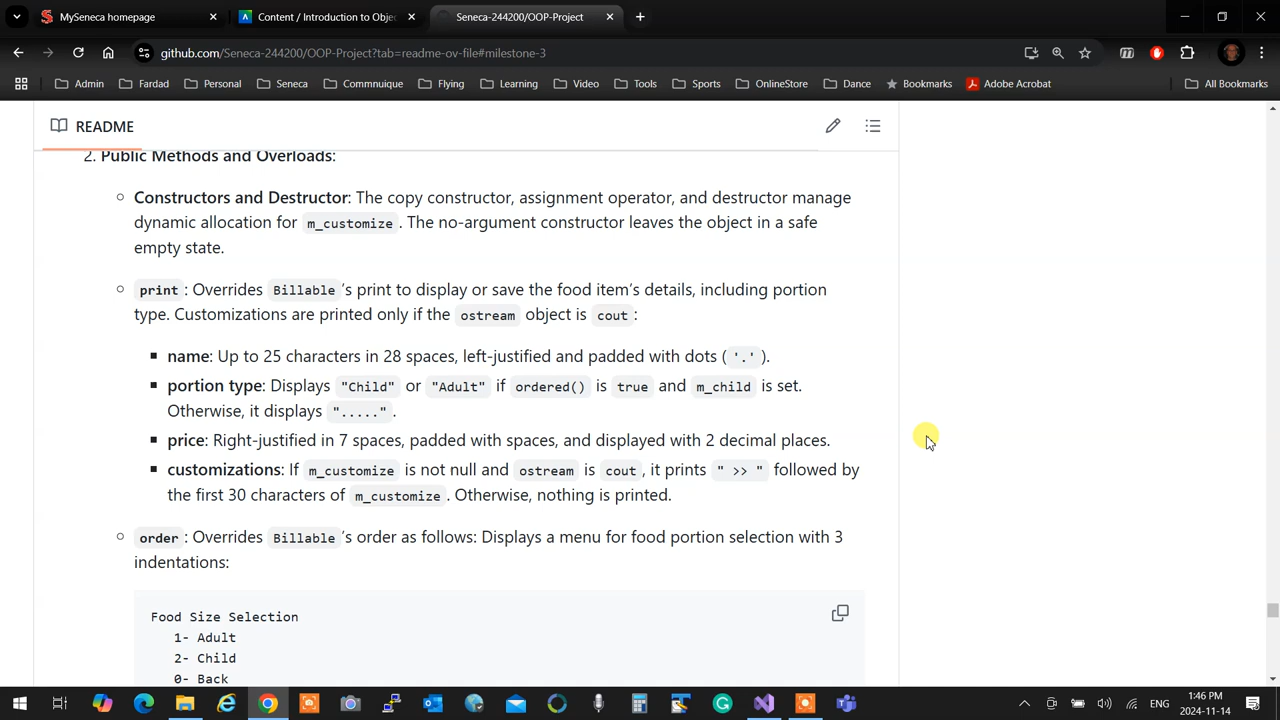 MySeneca homepage
Content / Introduction to Obje
Seneca-244200/OOP-Project
github.com/Seneca-244200/OOP-Project?tab=readme-ov-file#milestone-3
Admin Fardad Personal Seneca Commnuique Flying Learning Video Tools Sports OnlineStore Dance Bookmarks Adobe Acrobat All Bookmarks
README
2. Public Methods and Overloads:
Constructors and Destructor: The copy constructor, assignment operator, and destructor manage
dynamic allocation for m_customize. The no-argument constructor leaves the object in a safe
empty state.
print: Overrides Billable's print to display or save the food item's details, including portion
type. Customizations are printed only if the ostream object is cout:
name: Up to 25 characters in 28 spaces, left-justified and padded with dots ('.').
portion type: Displays "Child" or "Adult" if ordered() is true and m_child is set.
Otherwise, it displays ".....".
price: Right-justified in 7 spaces, padded with spaces, and displayed with 2 decimal places.
customizations: If m_customize is not null and ostream is cout, it prints " >> " followed by
the first 30 characters of m_customize. Otherwise, nothing is printed.
order: Overrides Billable's order as follows: Displays a menu for food portion selection with 3
indentations:
Food Size Selection
1- Adult
2- Child
0- Back
ENG
1:46 PM
2024-11-14